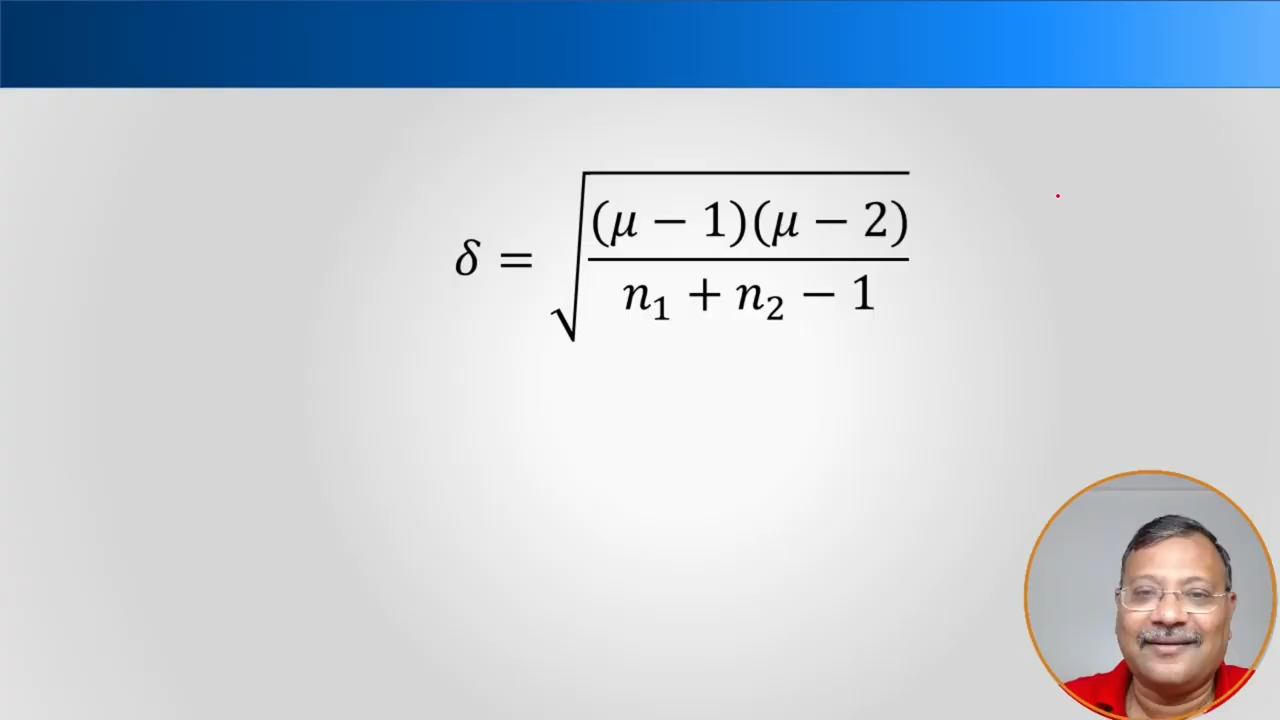 δ = √((μ − 1)(μ − 2) / (n₁ + n₂ − 1))